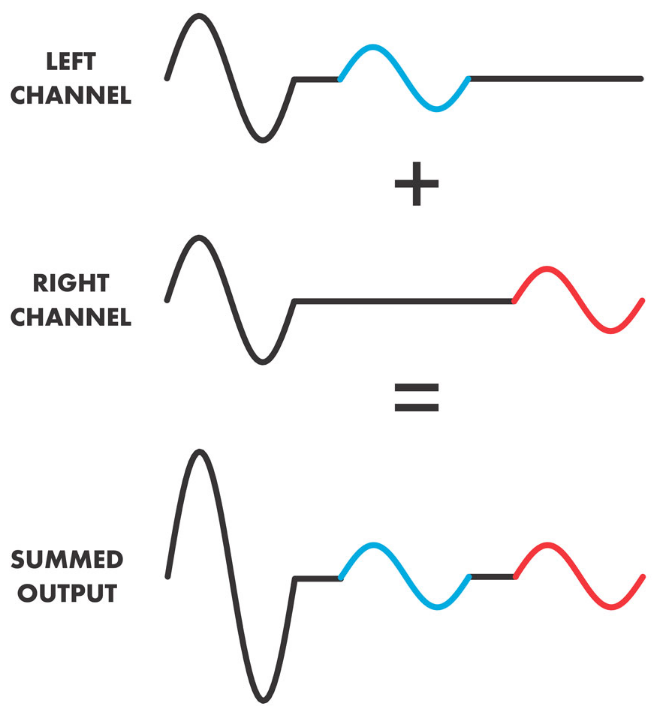 LEFT
CHANNEL
+
RIGHT
CHANNEL
=
SUMMED
OUTPUT